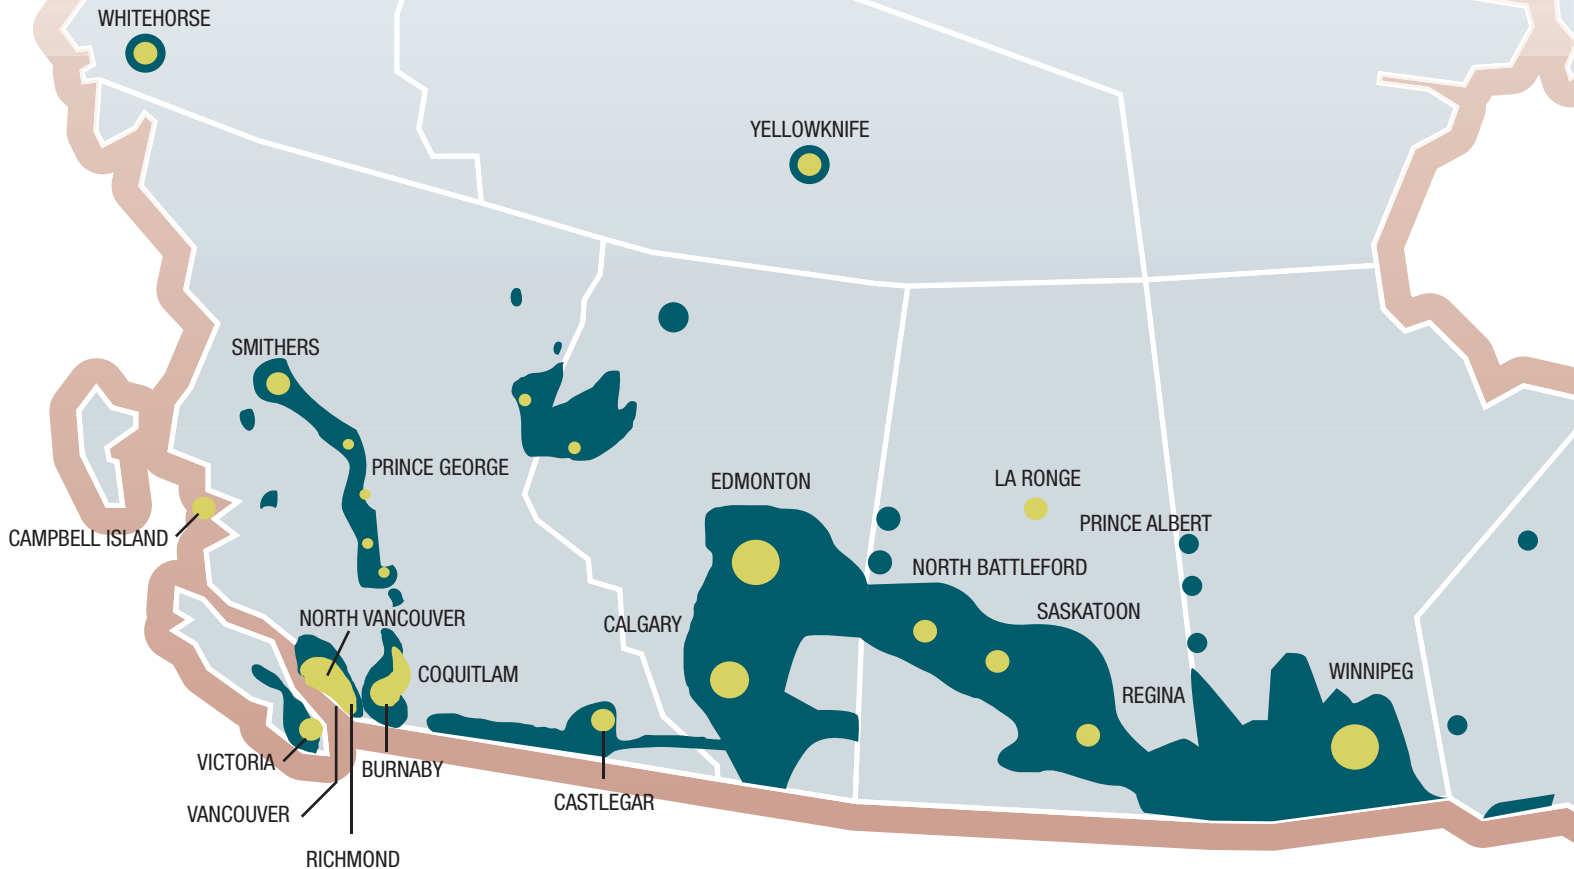 WHITEHORSE
YELLOWKNIFE
SMITHERS
PRINCE GEORGE
EDMONTON
LA RONGE
PRINCE ALBERT
CAMPBELL ISLAND
NORTH BATTLEFORD
SASKATOON
NORTH VANCOUVER
CALGARY
COQUITLAM
WINNIPEG
REGINA
VICTORIA
BURNABY
CASTLEGAR
VANCOUVER
RICHMOND